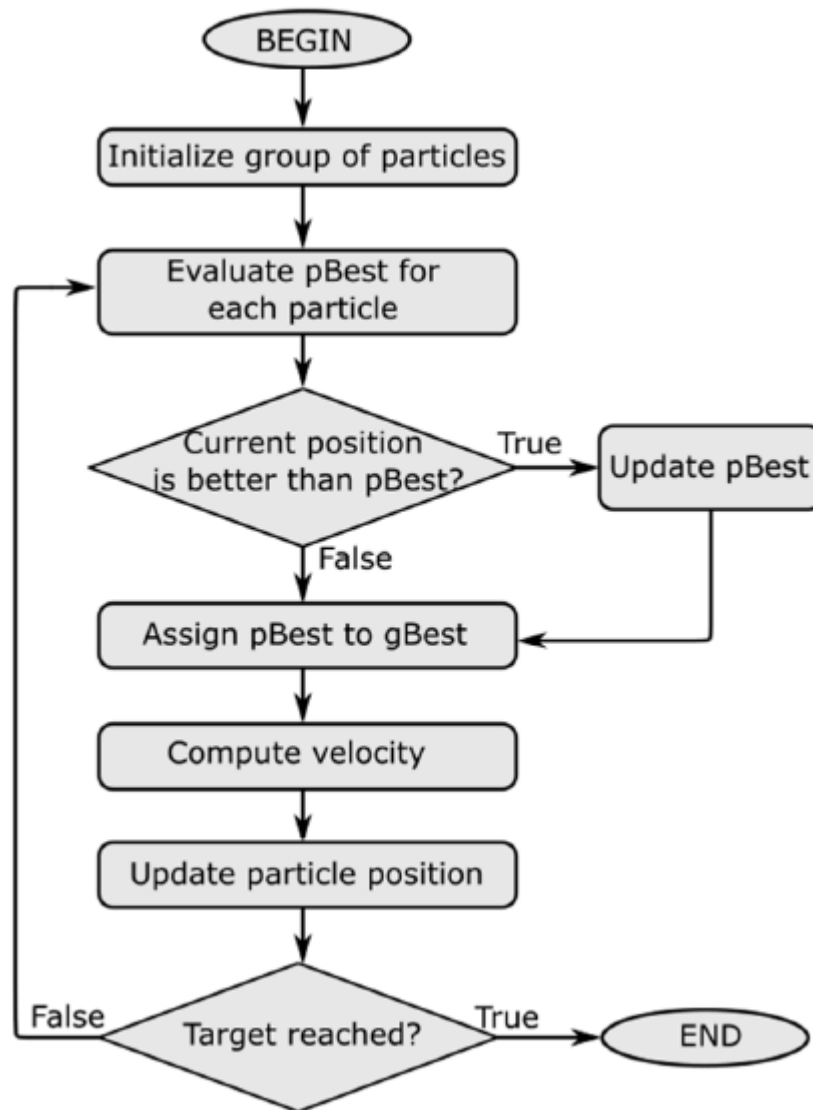 BEGIN
Initialize group of particles
Evaluate pBest for
each particle
Current position
is better than pBest?
True
Update pBest
False
Assign pBest to gBest
Compute velocity
Update particle position
False
Target reached?
True
END